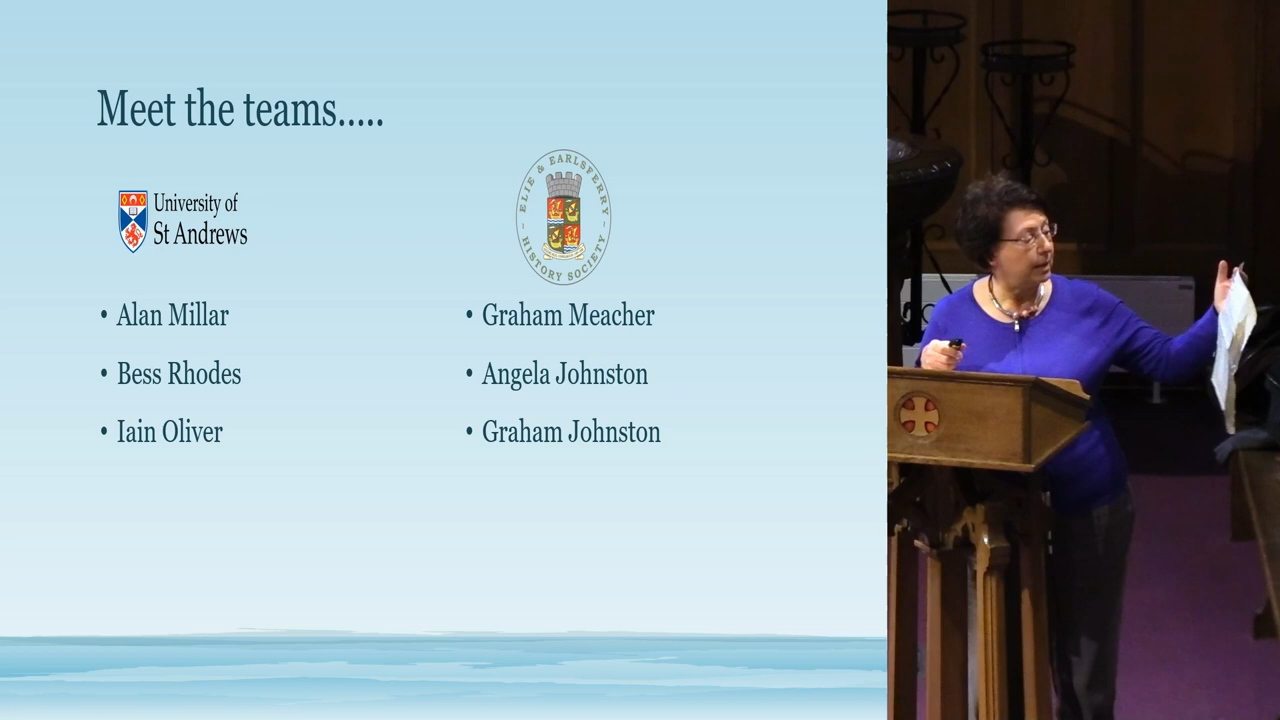 Meet the teams.....
University of
St Andrews
ELIE & EARLSFERRY
HISTORY SOCIETY
• Alan Millar
• Bess Rhodes
• Iain Oliver
• Graham Meacher
• Angela Johnston
• Graham Johnston